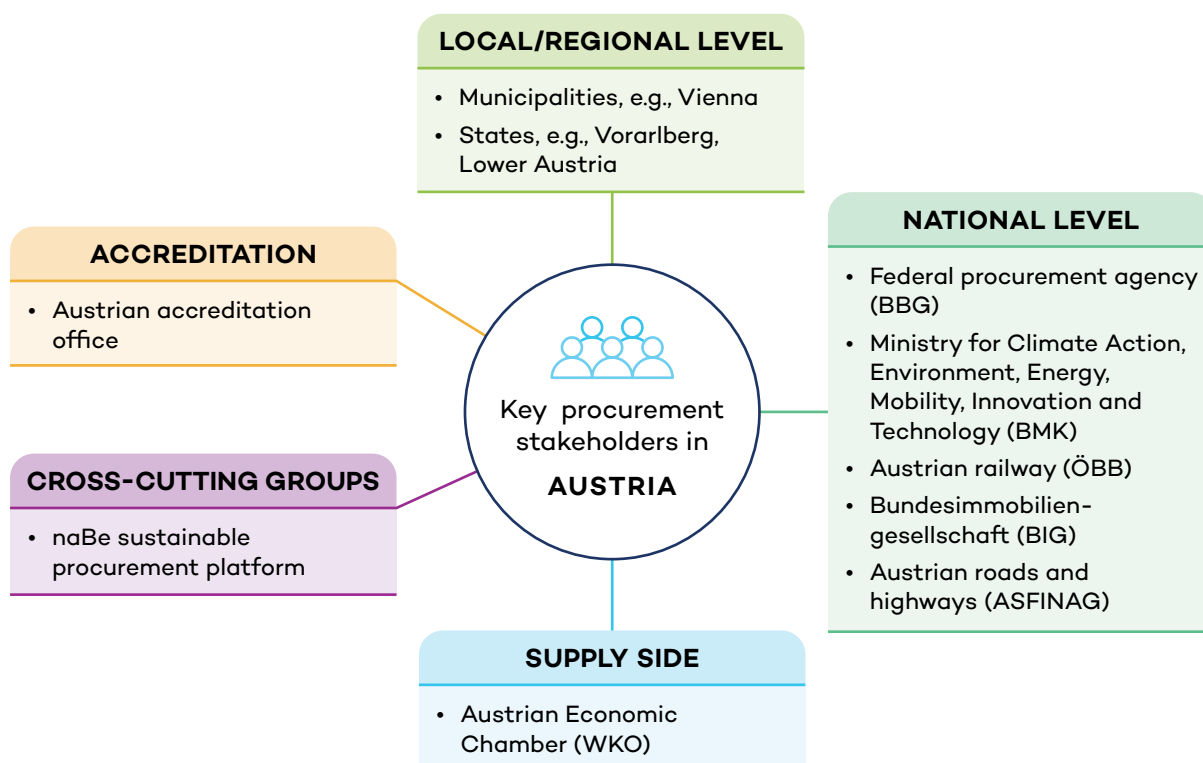 LOCAL/REGIONAL LEVEL
• Municipalities, e.g., Vienna
• States, e.g., Vorarlberg,
Lower Austria
ACCREDITATION
• Austrian accreditation
office
NATIONAL LEVEL
• Federal procurement agency
(BBG)
• Ministry for Climate Action,
Environment, Energy,
Mobility, Innovation and
Technology (BMK)
• Austrian railway (ÖBB)
• Bundesimmobilien-
gesellschaft (BIG)
• Austrian roads and
highways (ASFINAG)
Key procurement
stakeholders in
AUSTRIA
CROSS-CUTTING GROUPS
• naBe sustainable
procurement platform
SUPPLY SIDE
• Austrian Economic
Chamber (WKO)